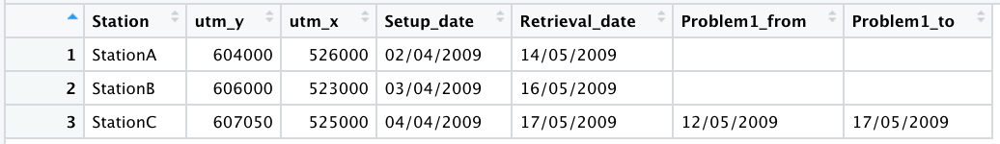 Station utm_y utm_x Setup_date Retrieval_date Problem1_from Problem1_to
1 StationA 604000 526000 02/04/2009 14/05/2009
2 StationB 606000 523000 03/04/2009 16/05/2009
3 StationC 607050 525000 04/04/2009 17/05/2009 12/05/2009 17/05/2009